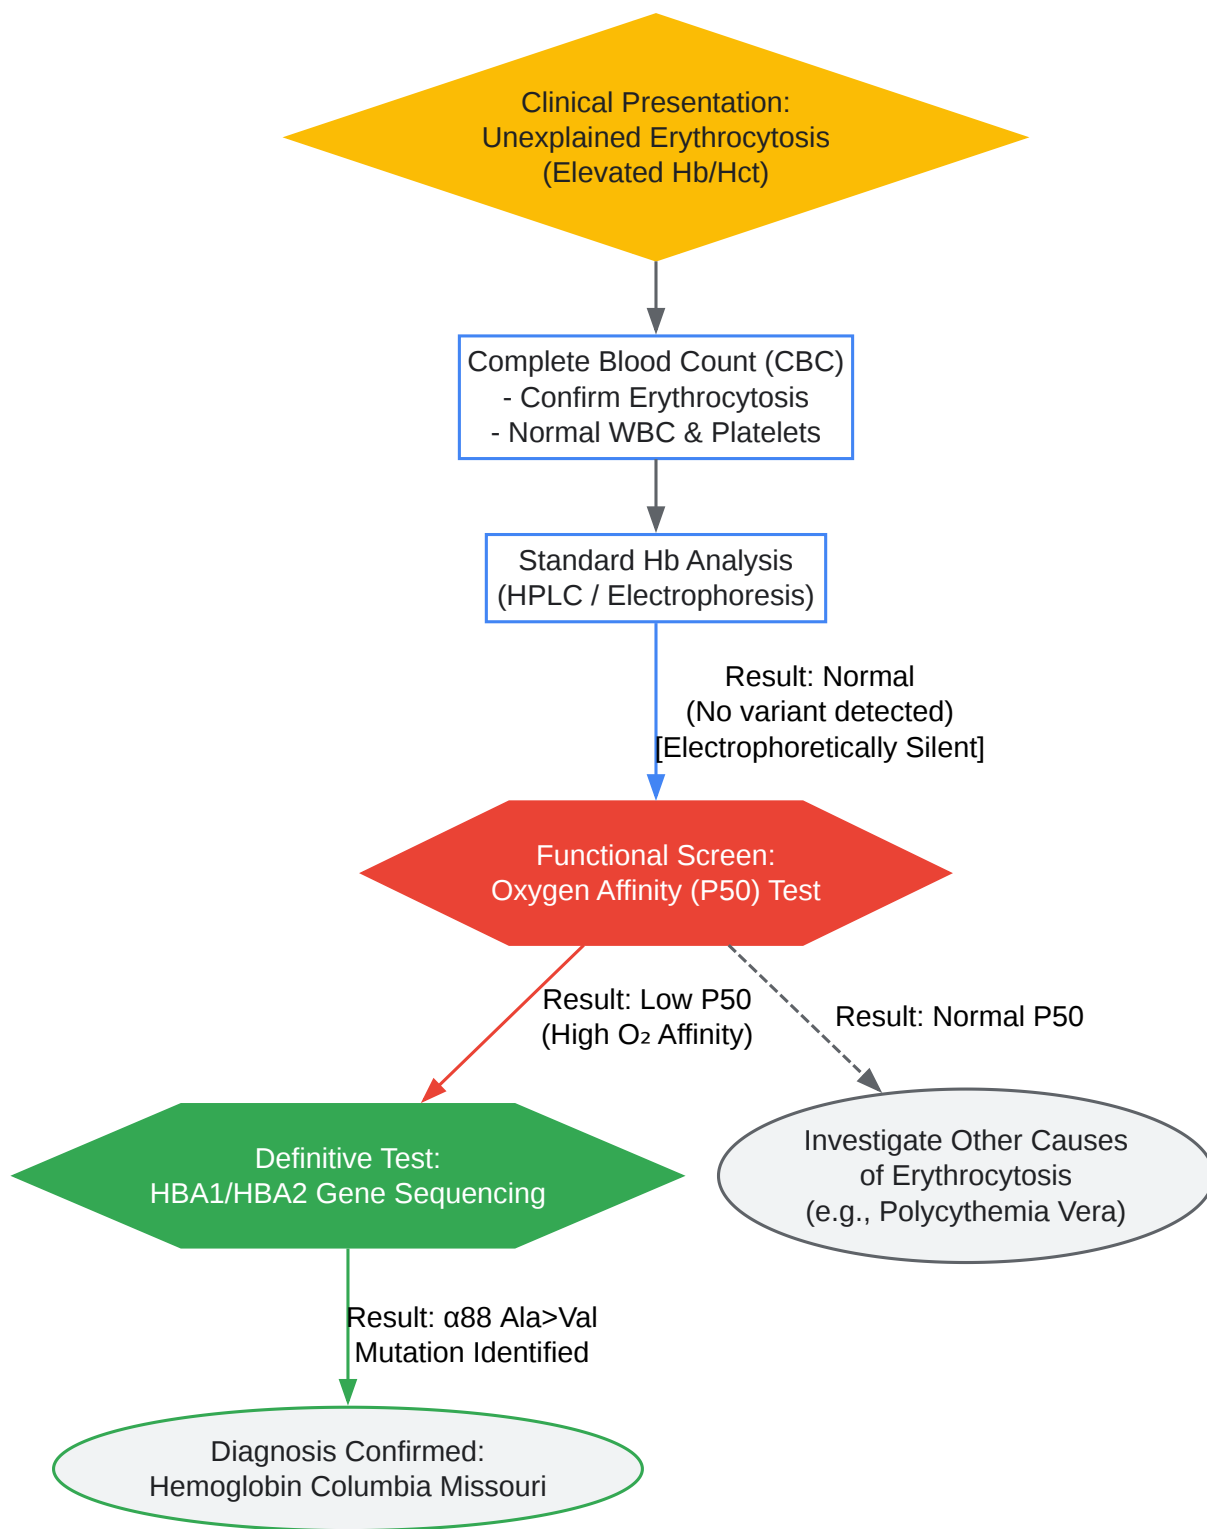 Clinical Presentation:
Unexplained Erythrocytosis
(Elevated Hb/Hct)
Complete Blood Count (CBC)
- Confirm Erythrocytosis
- Normal WBC & Platelets
Standard Hb Analysis
(HPLC / Electrophoresis)
Result: Normal
(No variant detected)
[Electrophoretically Silent]
Functional Screen:
Oxygen Affinity (P50) Test
Result: Low P50
(High O₂ Affinity)
Result: Normal P50
Definitive Test:
HBA1/HBA2 Gene Sequencing
Investigate Other Causes
of Erythrocytosis
(e.g., Polycythemia Vera)
Result: α88 Ala>Val
Mutation Identified
Diagnosis Confirmed:
Hemoglobin Columbia Missouri